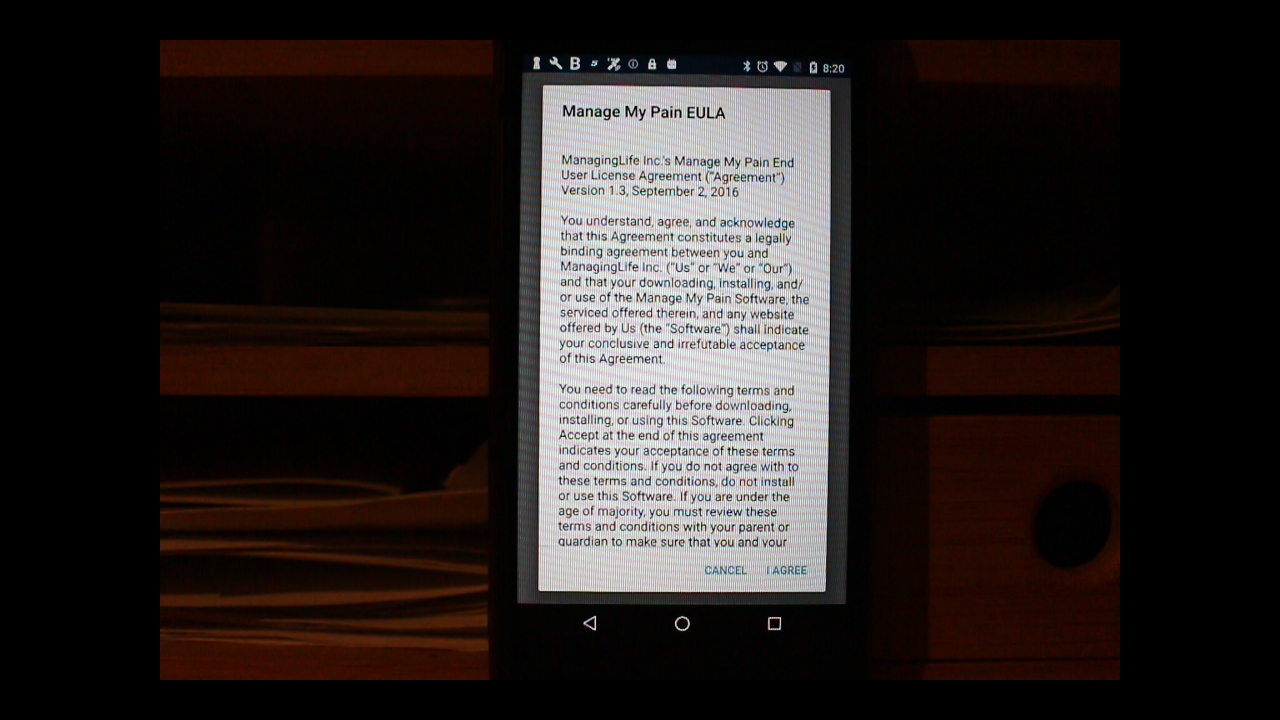 8:20
Manage My Pain EULA
ManagingLife Inc.'s Manage My Pain End
User License Agreement ("Agreement")
Version 1.3, September 2, 2016
You understand, agree, and acknowledge
that this Agreement constitutes a legally
binding agreement between you and
ManagingLife Inc. ("Us" or "We" or "Our")
and that your downloading, installing, and/
or use of the Manage My Pain Software, the
serviced offered therein, and any website
offered by Us (the "Software") shall indicate
your conclusive and irrefutable acceptance
of this Agreement.
You need to read the following terms and
conditions carefully before downloading,
installing, or using this Software. Clicking
Accept at the end of this agreement
indicates your acceptance of these terms
and conditions. If you do not agree with to
these terms and conditions, do not install
or use this Software. If you are under the
age of majority, you must review these
terms and conditions with your parent or
guardian to make sure that you and your
CANCEL I AGREE